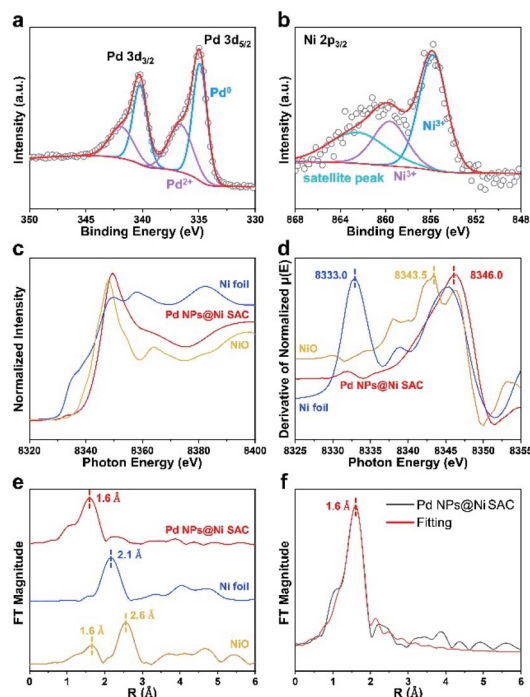 a
Pd 3d5/2
Pd 3d3/2
Pd0
Pd2+
Intensity (a.u.)
350 345 340 335 330
Binding Energy (eV)
b
Ni 2p3/2
Ni3+
Ni3+
satellite peak
Intensity (a.u.)
868 864 860 856 852 848
Binding Energy (eV)
c
Ni foil
Pd NPs@Ni SAC
NiO
Normalized Intensity
8320 8340 8360 8380 8400
Photon Energy (eV)
d
8333.0 8343.5 8346.0
NiO
Pd NPs@Ni SAC
Ni foil
Derivative of Normalized μ(E)
8325 8330 8335 8340 8345 8350 8355
Photon Energy (eV)
e
1.6 Å
Pd NPs@Ni SAC
2.1 Å
Ni foil
1.6 Å
2.6 Å
NiO
FT Magnitude
0 1 2 3 4 5 6
R (Å)
f
1.6 Å
Pd NPs@Ni SAC
Fitting
FT Magnitude
0 1 2 3 4 5 6
R (Å)